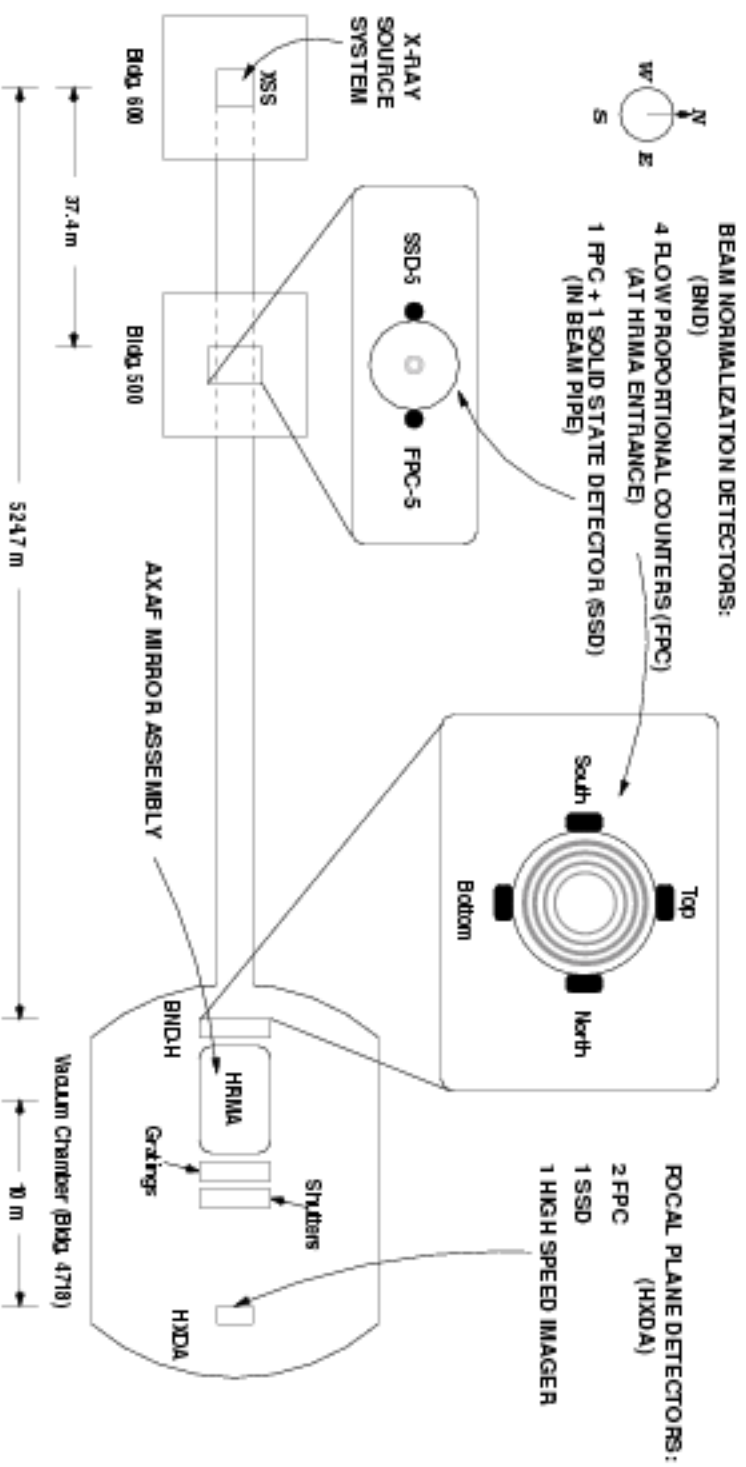 BEAM NORMALIZATION DETECTORS:
(BND)
4 FLOW PROPORTIONAL COUNTERS (FPC)
(AT HRMA ENTRANCE)
1 FPC + 1 SOLID STATE DETECTOR (SSD)
(IN BEAM PIPE)
N
W
E
S
X-RAY
SOURCE
SYSTEM
XSS
Bldg. 600
SSD-5
FPC-5
Bldg. 500
37.4 m
524.7 m
South
Top
Bottom
North
AXAF MIRROR ASSEMBLY
BND-H
HRMA
Gratings
Shutters
HXDA
FOCAL PLANE DETECTORS:
(HXDA)
2 FPC
1 SSD
1 HIGH SPEED IMAGER
Vacuum Chamber (Bldg. 4718)
10 m